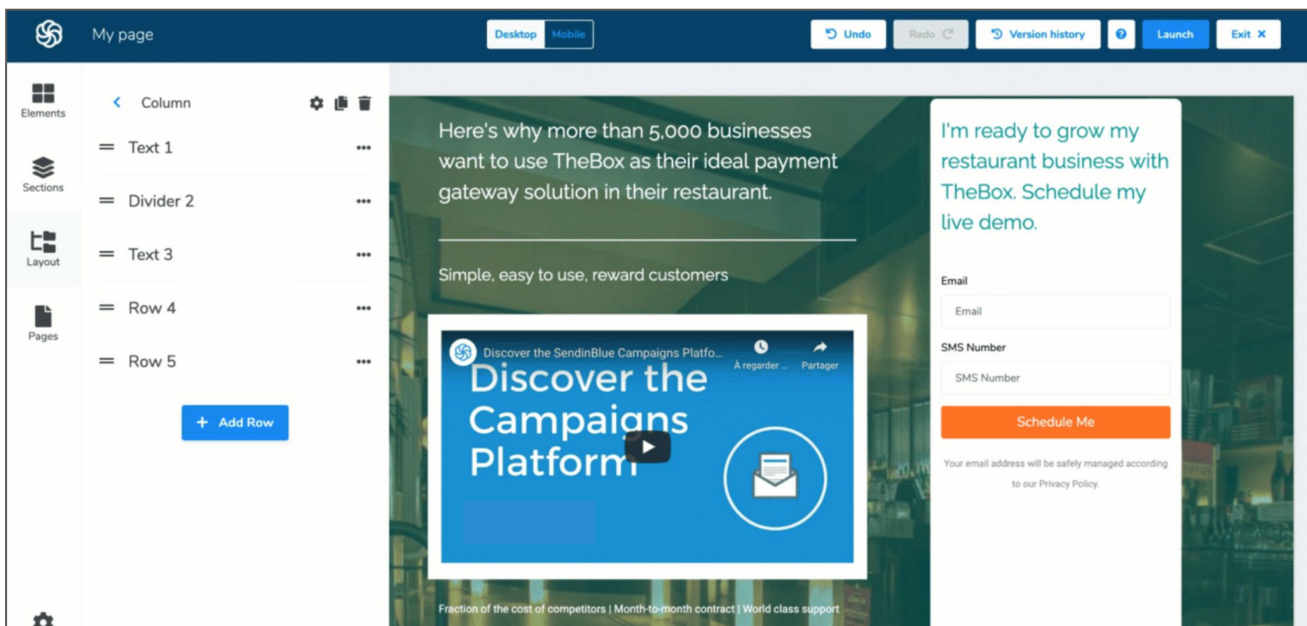 My page
Desktop
Mobile
Undo
Redo
Version history
?
Launch
Exit X
Elements
Sections
Layout
Pages
Column
Text 1
Divider 2
Text 3
Row 4
Row 5
+ Add Row
Here's why more than 5,000 businesses
want to use TheBox as their ideal payment
gateway solution in their restaurant.
Simple, easy to use, reward customers
Discover the SendinBlue Campaigns Platfo...
À regarder ...
Partager
Discover the
Campaigns
Platform
Fraction of the cost of competitors | Month-to-month contract | World class support
I'm ready to grow my
restaurant business with
TheBox. Schedule my
live demo.
Email
Email
SMS Number
SMS Number
Schedule Me
Your email address will be safely managed according
to our Privacy Policy.